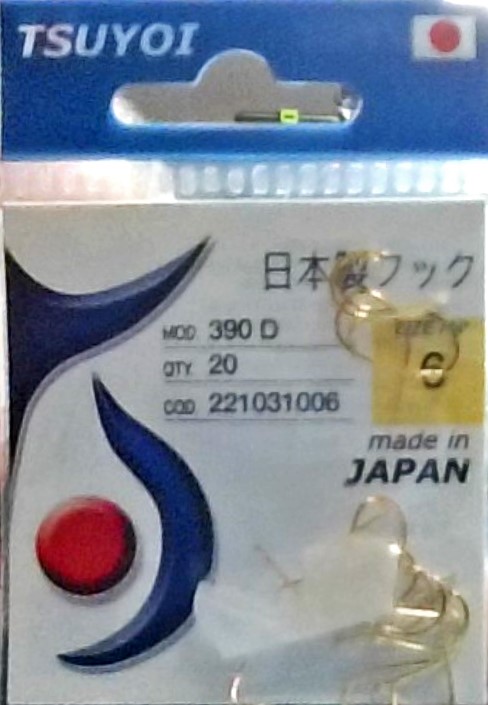 TSUYOI
日本製フック
MOD 390 D
QTY 20
COD 221031006
6
made in
JAPAN